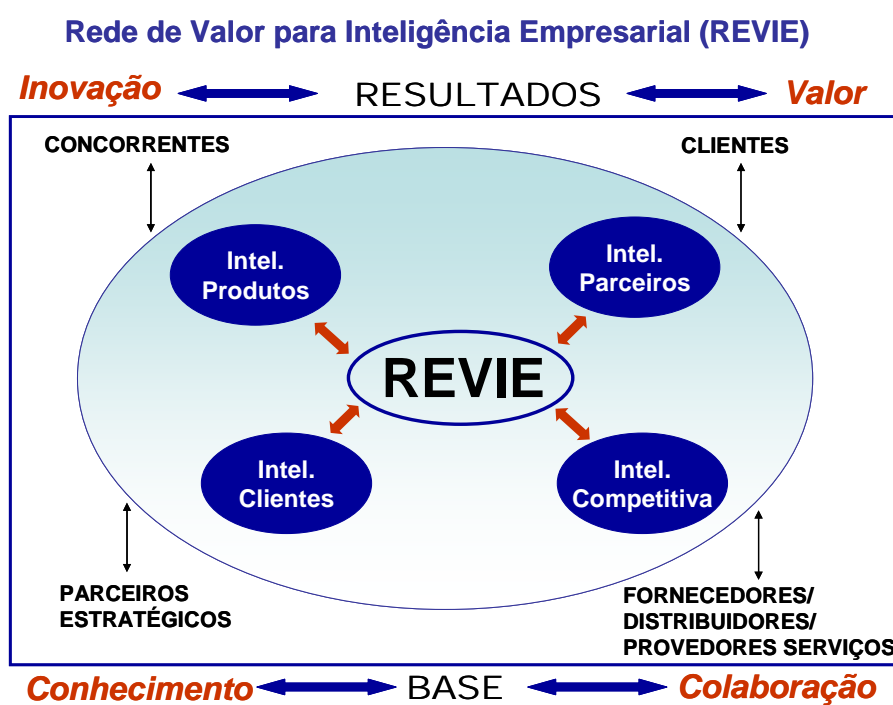 Rede de Valor para Inteligência Empresarial (REVIE)
Inovação RESULTADOS Valor
CONCORRENTES CLIENTES
Intel.
Produtos
Intel.
Parceiros
REVIE
Intel.
Clientes
Intel.
Competitiva
PARCEIROS
ESTRATÉGICOS
FORNECEDORES/
DISTRIBUIDORES/
PROVEDORES SERVIÇOS
Conhecimento BASE Colaboração